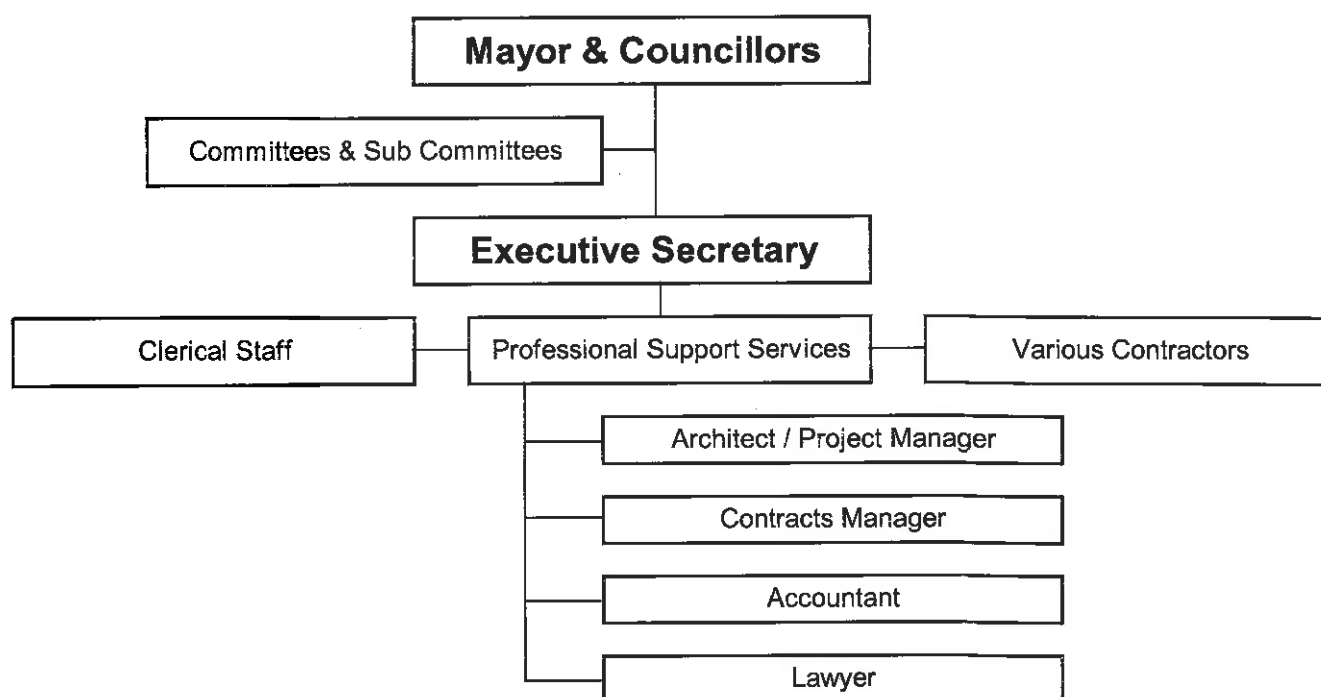 Mayor & Councillors
Committees & Sub Committees
Executive Secretary
Clerical Staff
Professional Support Services
Various Contractors
Architect / Project Manager
Contracts Manager
Accountant
Lawyer